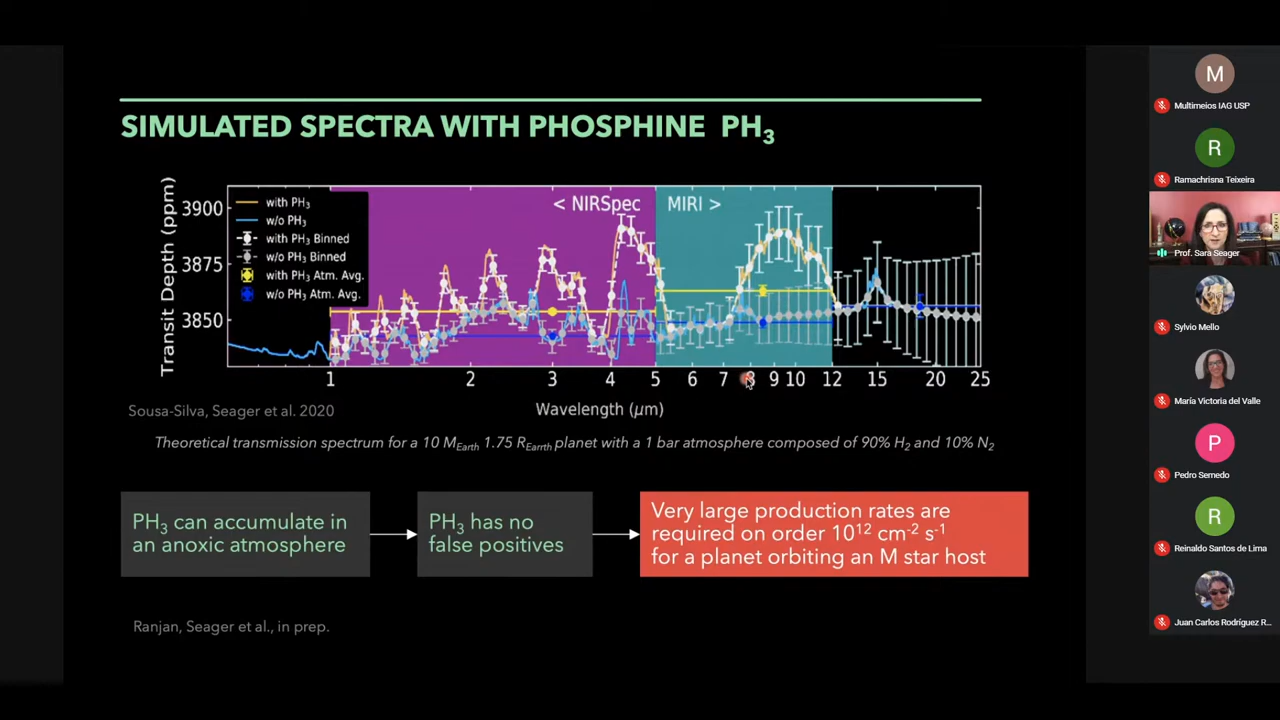 SIMULATED SPECTRA WITH PHOSPHINE PH3
Transit Depth (ppm)
3900
3875
3850
with PH3
w/o PH3
with PH3 Binned
w/o PH3 Binned
with PH3 Atm. Avg.
w/o PH3 Atm. Avg.
< NIRSpec
MIRI >
1 2 3 4 5 6 7 8 9 10 12 15 20 25
Wavelength (μm)
Sousa-Silva, Seager et al. 2020
Theoretical transmission spectrum for a 10 MEarth 1.75 REarrth planet with a 1 bar atmosphere composed of 90% H2 and 10% N2
PH3 can accumulate in
an anoxic atmosphere
PH3 has no
false positives
Very large production rates are
required on order 10¹² cm⁻² s⁻¹
for a planet orbiting an M star host
Ranjan, Seager et al., in prep.
M
Multimeios IAG USP
R
Ramachrisna Teixeira
Prof. Sara Seager
Sylvio Mello
María Victoria del Valle
P
Pedro Semedo
R
Reinaldo Santos de Lima
Juan Carlos Rodríguez R...